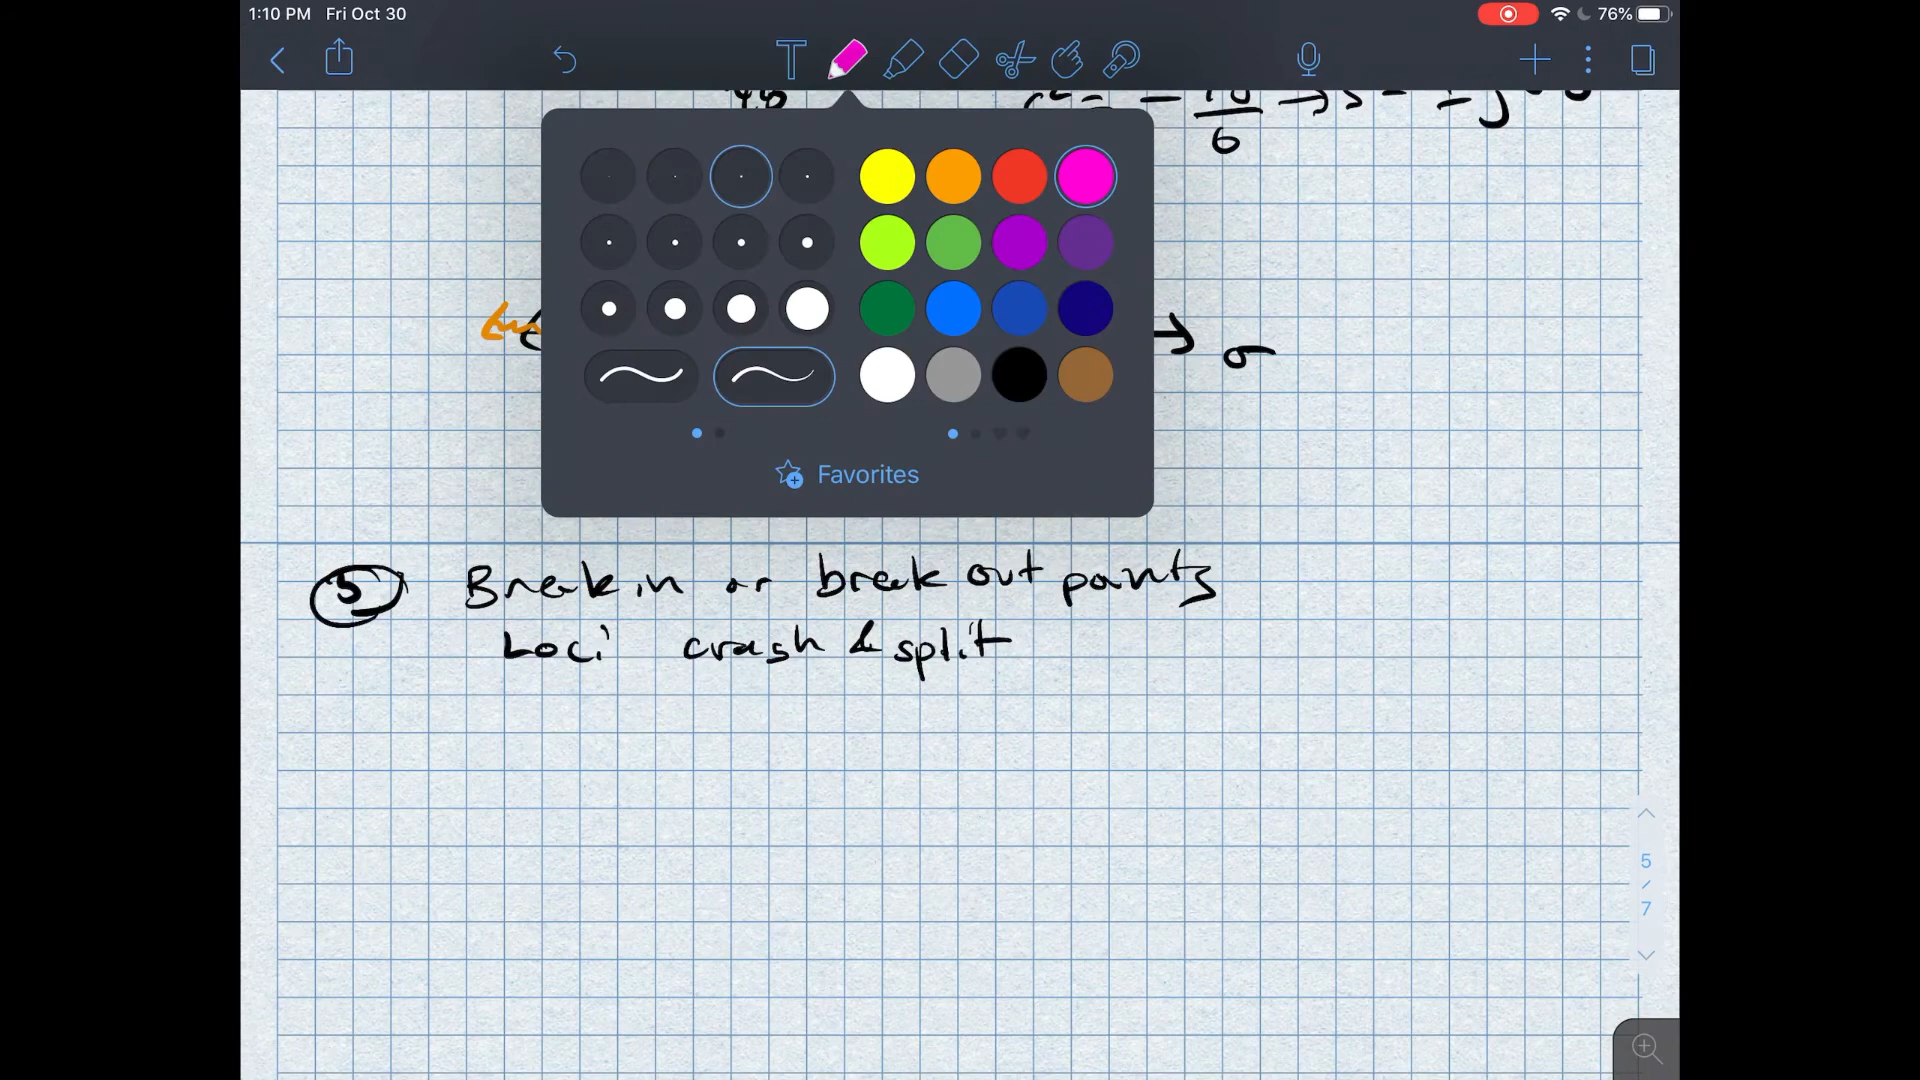 1:10 PM Fri Oct 30 76%
T
6
σ
Favorites
5 Break in or break out points
Loci crash & split
5
/
7